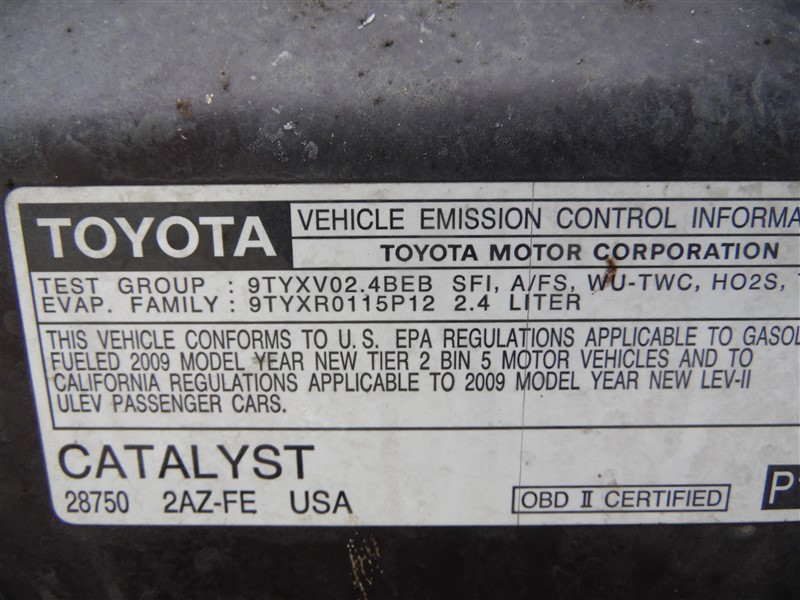 TOYOTA VEHICLE EMISSION CONTROL
TOYOTA MOTOR CORPORATION
TEST GROUP : 9TYXV02.4BEB SFI, A/FS, WU-TWC, HO2S,
EVAP. FAMILY : 9TYXR0115P12 2.4 LITER
THIS VEHICLE CONFORMS TO U.S. EPA REGULATIONS APPLICABLE TO
FUELED 2009 MODEL YEAR NEW TIER 2 BIN 5 MOTOR VEHICLES AND TO
CALIFORNIA REGULATIONS APPLICABLE TO 2009 MODEL YEAR NEW LEV-II
ULEV PASSENGER CARS.
CATALYST
28750 2AZ-FE USA OBD II CERTIFIED